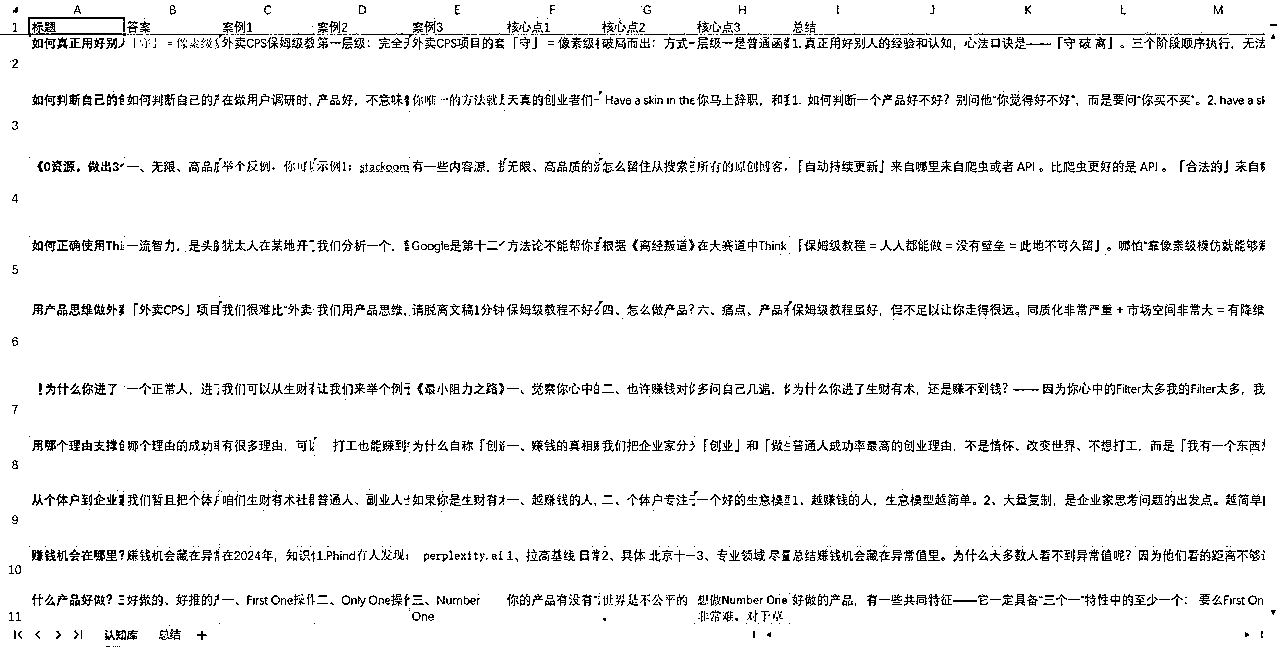 A B C D E F G H I J K L M
1 标题 答案 案例1 案例2 案例3 核心点1 核心点2 核心点3 总结
2 如何真正用好别人 「守」= 像素级 外卖CPS保姆级教 第一层级：完全 外卖CPS项目的 「守」= 像素级 破局而出：方式一 层级一是普通函 1. 真正用好别人的经验和认知，心法口诀是——「守 破 离」。三个阶段顺序执行，无法
3 如何判断自己的 如何判断自己的产 在做用户调研时， 产品好，不意味 你唯一的方法就 天真的创业者们 Have a skin in the 你马上辞职，和 1. 如何判断一个产品好不好？别问他“你觉得好不好”，而是要问“你买不买”。2. have a sk
4 《0资源，做出3 一、无限、高品质 举个反例，你可 示例1：stackoom 有一些内容源， 无限、高品质的 怎么留住从搜索 所有的原创博客， 「自动持续更新」来自哪里来自爬虫或者 API 。比爬虫更好的是 API 。「合法的」来自
5 如何正确使用Thi 一流智力，是头 犹太人在某地开 我们分析一个， Google是第十二个 方法论不能帮你 根据《商经叛道》 在大赛道中Think 「保姆级教程 = 人人都能做 = 没有壁垒 = 此地不可久留」。哪怕“靠像素级模仿就能够
6 用产品思维做外卖 「外卖CPS」项目 我们很难比“外卖 我们用产品思维， 请脱离文稿1分钟 保姆级教程不好 四、怎么做产品？ 六、痛点、产品 保姆级教程虽好，但不足以让你走得很远。同质化非常严重 + 市场空间非常大 = 有降维
7 ！为什么你进了 一个正常人，进 我们可以从生财有 让我们来举个例子 《最小阻力之路》 一、觉察你心中的 二、也许赚钱对你 多问自己几遍， 为什么你进了生财有术，还是赚不到钱？—— 因为你心中的Filter太多我的Filter太多，我
8 用哪个理由支撑 哪个理由的成功率 有很多理由，可以 打工也能赚到 为什么自称「创 一、赚钱的真相 我们把企业家分 「创业」和「做生 普通人成功率最高的创业理由，不是情怀、改变世界、不想打工，而是「我有一个东西
9 从个体户到企业家 我们暂且把个体户 咱们生财有术社群 普通人、副业人士 如果你是生财有术 一、越赚钱的人， 二、个体户专注 一个好的生意模型 1、越赚钱的人，生意模型越简单。2、大量复制，是企业家思考问题的出发点。越简单
10 赚钱机会在哪里？ 赚钱机会藏在异常 在2024年，知识 1.Phind有人发现： perplexity.ai 1、拉高基线 日常 2、具体 北京十一 3、专业领域 尽量 总结赚钱机会藏在异常值里。为什么大多数人看不到异常值呢？因为他们看的距离不够
11 什么产品好做？三 好做的、好推的产 一、First One操作 二、Only One操作 三、Number One 你的产品有没有 世界是不公平的。 想做Number One 非常难。对于草 好做的产品，有一些共同特征——它一定具备“三个一”特性中的至少一个： 要么First On
认知库 总结 +